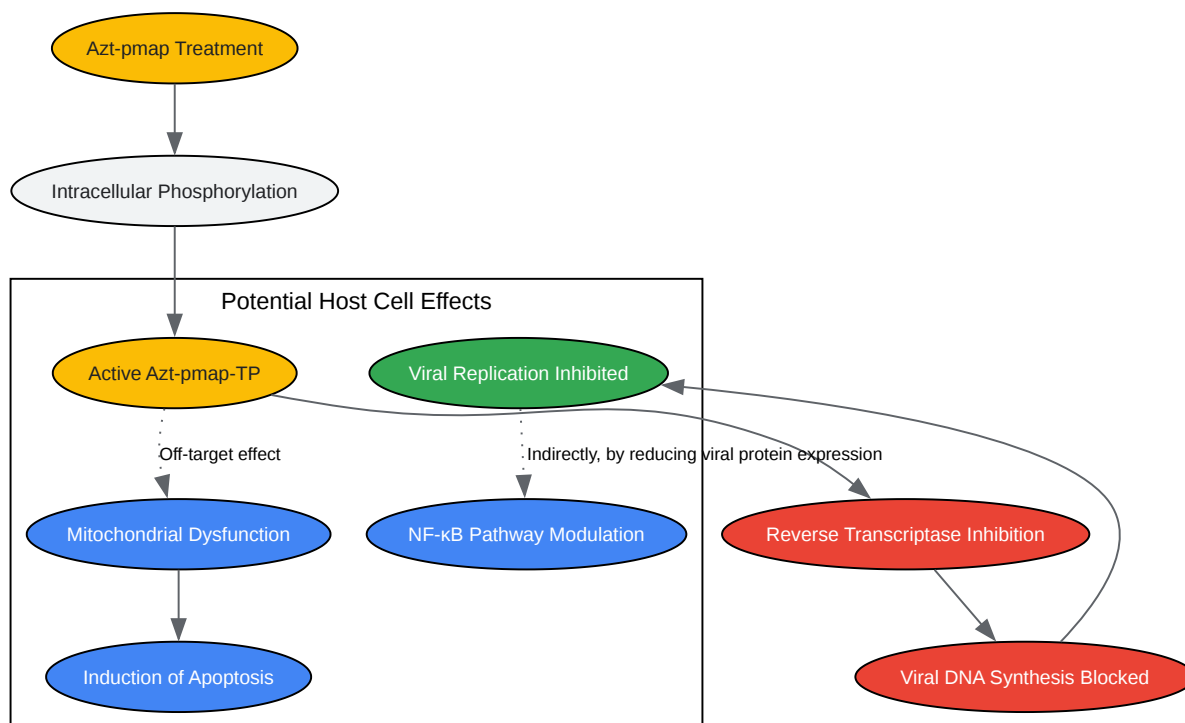 Azt-pmap Treatment
Intracellular Phosphorylation
Potential Host Cell Effects
Active Azt-pmap-TP
Viral Replication Inhibited
Off-target effect
Indirectly, by reducing viral protein expression
Mitochondrial Dysfunction
NF-κB Pathway Modulation
Reverse Transcriptase Inhibition
Induction of Apoptosis
Viral DNA Synthesis Blocked